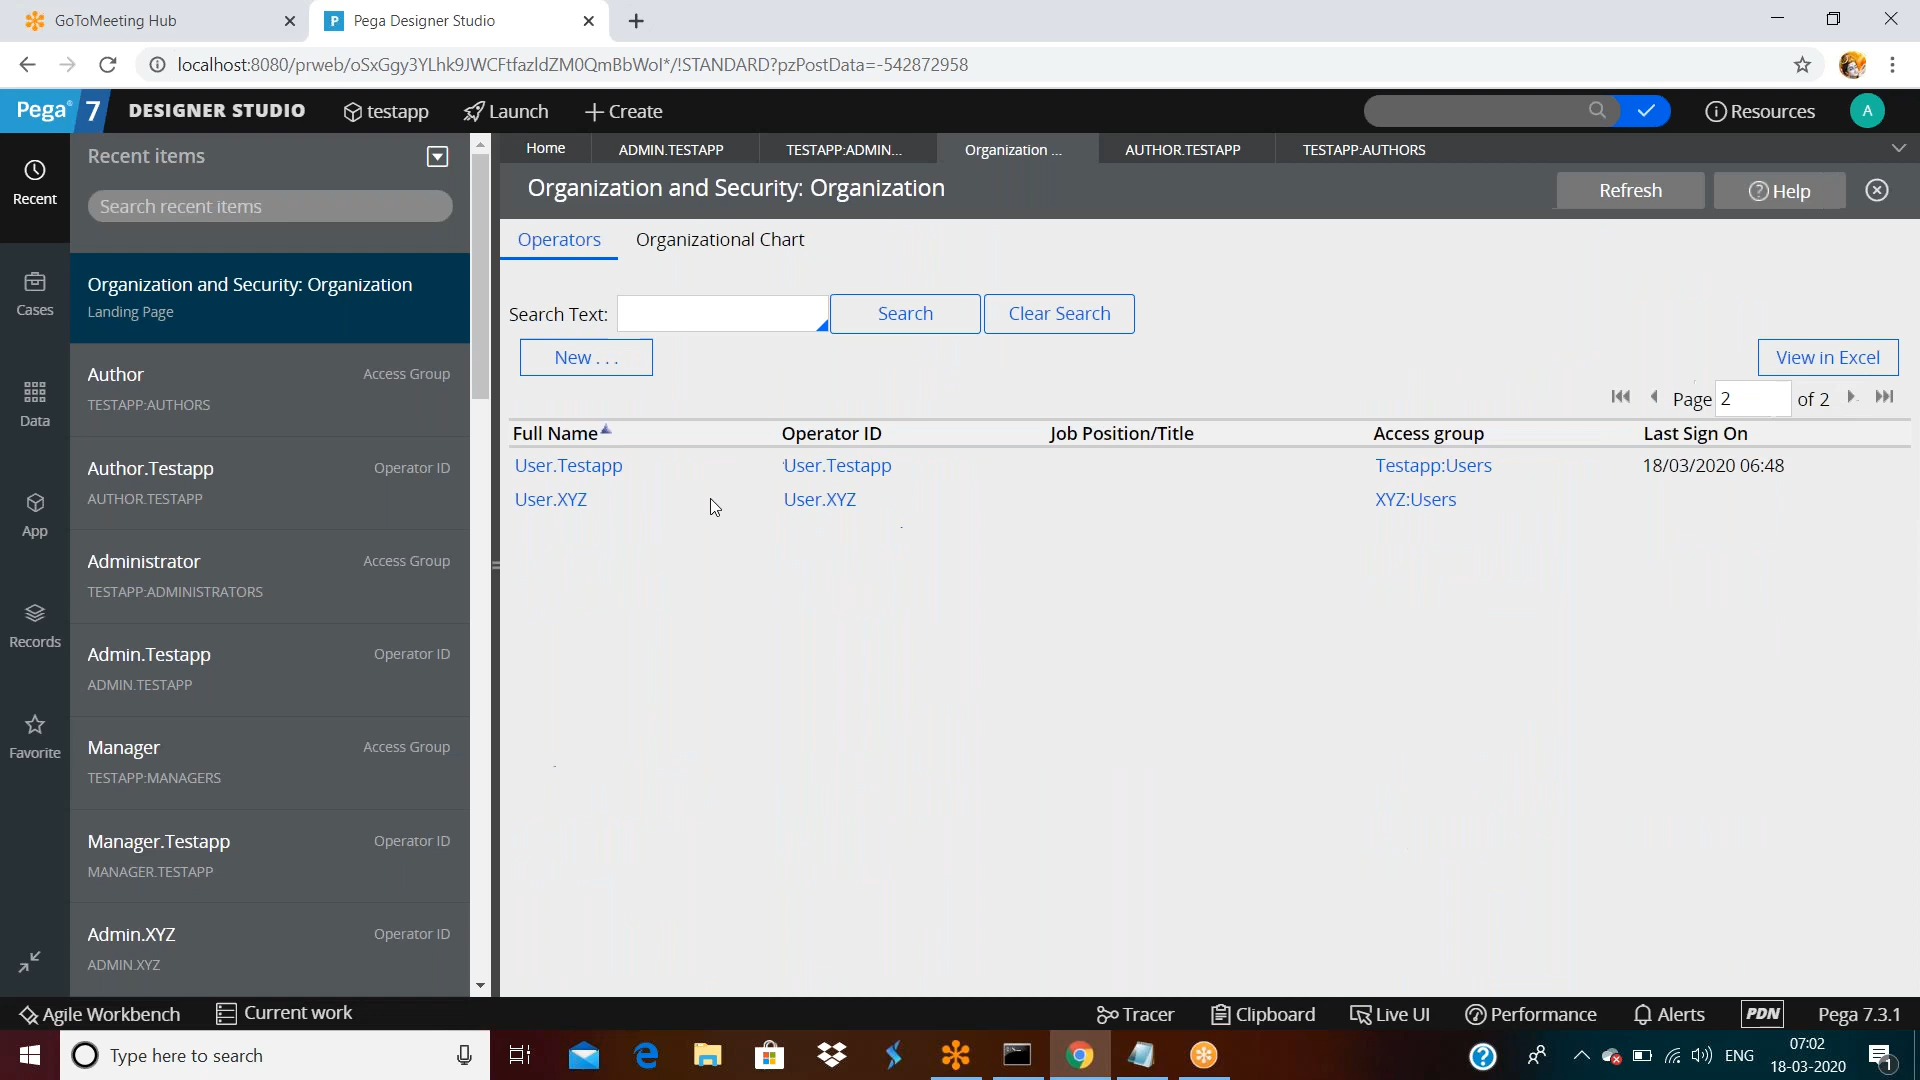 GoToMeeting Hub
Pega Designer Studio
localhost:8080/prweb/oSxGgy3YLhk9JWCFtfazldZM0QmBbWoI*/!STANDARD?pzPostData=-542872958
Pega 7 DESIGNER STUDIO testapp Launch Create Resources A
Recent items
Search recent items
Recent
Cases
Data
App
Records
Favorite
Organization and Security: Organization
Landing Page
Author Access Group
TESTAPP:AUTHORS
Author.Testapp Operator ID
AUTHOR.TESTAPP
Administrator Access Group
TESTAPP:ADMINISTRATORS
Admin.Testapp Operator ID
ADMIN.TESTAPP
Manager Access Group
TESTAPP:MANAGERS
Manager.Testapp Operator ID
MANAGER.TESTAPP
Admin.XYZ Operator ID
ADMIN.XYZ
Home ADMIN.TESTAPP TESTAPP:ADMIN... Organization ... AUTHOR.TESTAPP TESTAPP:AUTHORS
Organization and Security: Organization Refresh Help
Operators Organizational Chart
Search Text: Search Clear Search
New . . . View in Excel
Page 2 of 2
Full Name Operator ID Job Position/Title Access group Last Sign On
User.Testapp User.Testapp Testapp:Users 18/03/2020 06:48
User.XYZ User.XYZ XYZ:Users
Agile Workbench Current work Tracer Clipboard Live UI Performance Alerts PDN Pega 7.3.1
Type here to search ENG 07:02
18-03-2020 1